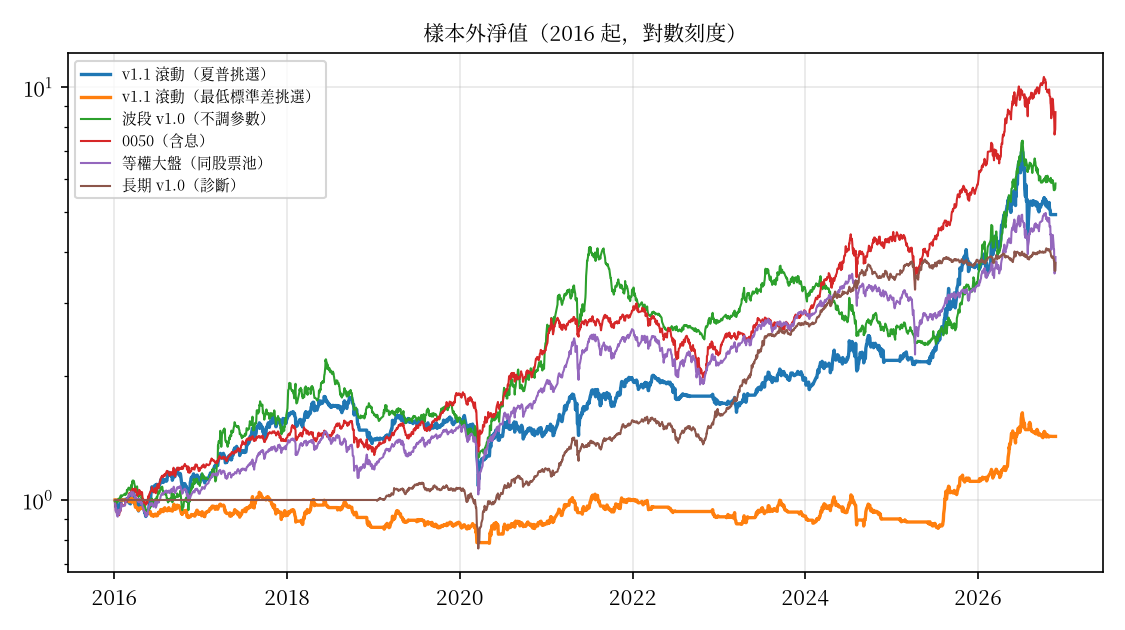 樣本外淨值（2016 起，對數刻度）
v1.1 滾動（夏普挑選）
v1.1 滾動（最低標準差挑選）
波段 v1.0（不調參數）
0050（含息）
等權大盤（同股票池）
長期 v1.0（診斷）
10¹
10⁰
2016 2018 2020 2022 2024 2026